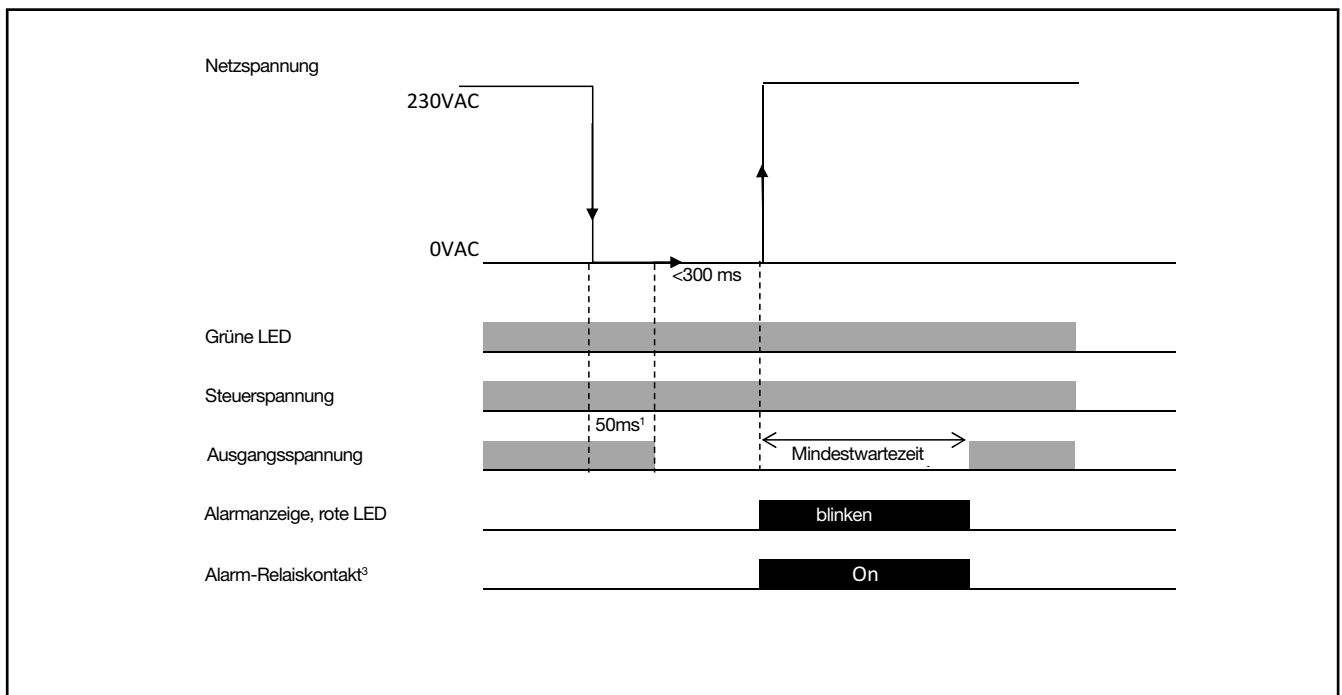 Netzspannung
230VAC
0VAC
<300 ms
Grüne LED
Steuerspannung
50ms¹
Ausgangsspannung
Mindestwartezeit
Alarmanzeige, rote LED
blinken
Alarm-Relaiskontakt³
On